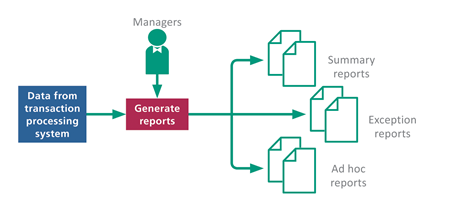 Managers
Data from
transaction
processing
system
Generate
reports
Summary
reports
Exception
reports
Ad hoc
reports